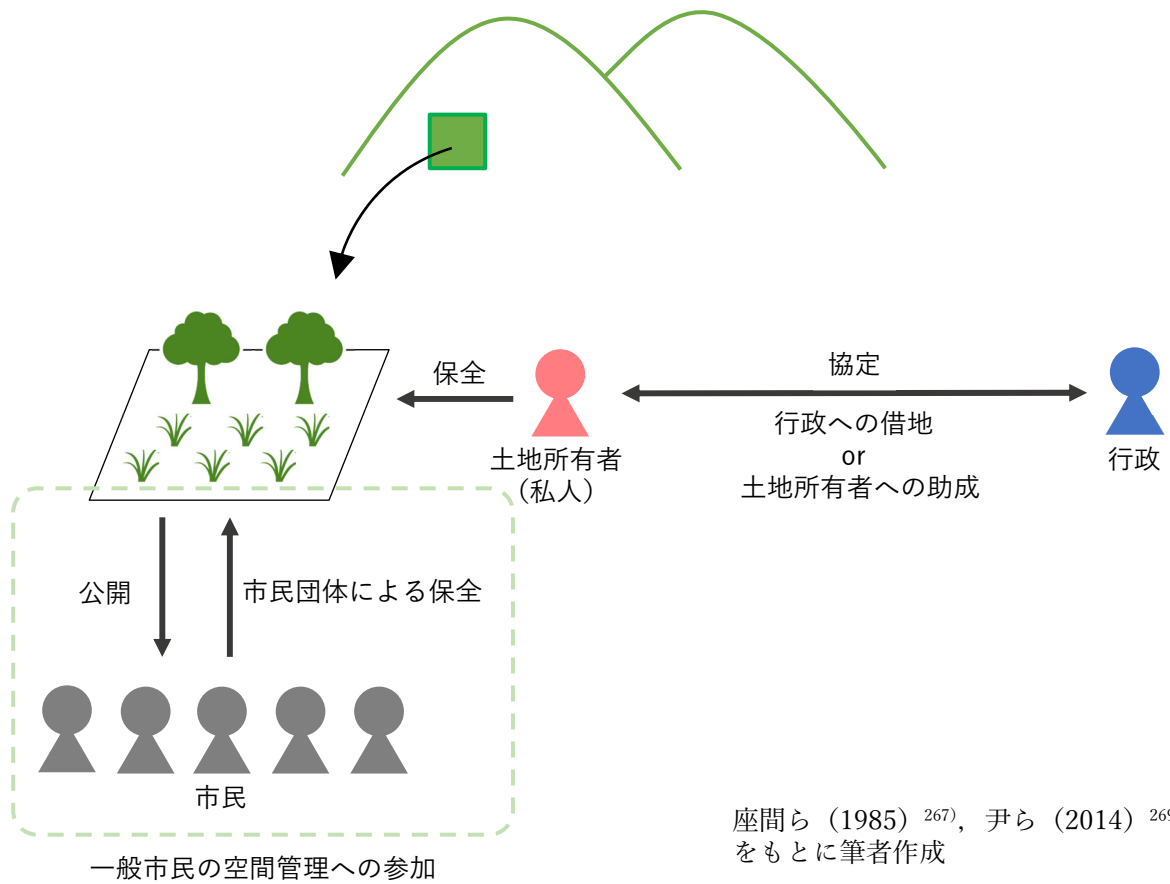 保全
協定
土地所有者
（私人）
行政への借地
or
土地所有者への助成
行政
公開
市民団体による保全
市民
一般市民の空間管理への参加
座間ら（1985）267)，尹ら（2014）269
をもとに筆者作成